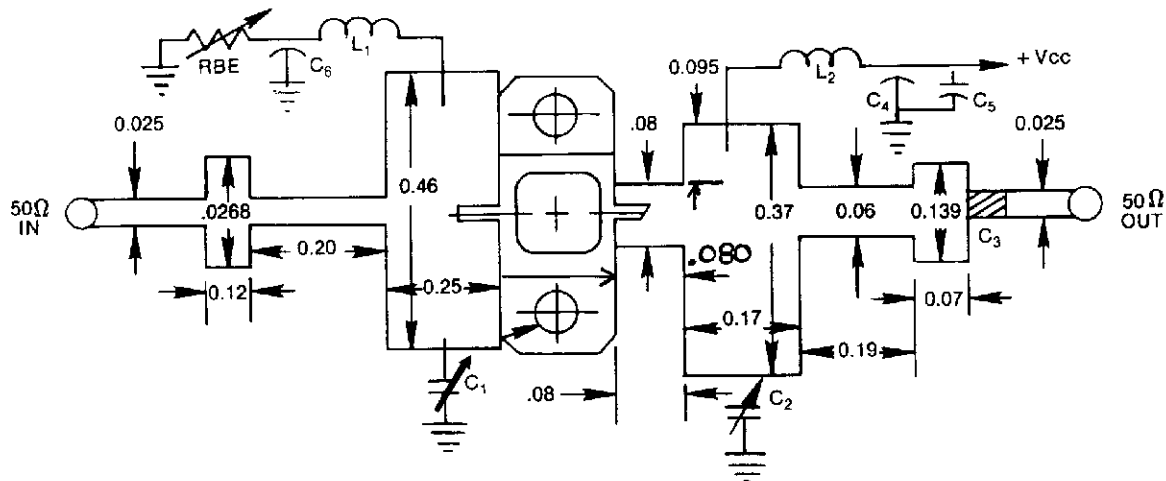 RBE
C6
L1
0.095
L2
+ Vcc
C4
C5
0.025
.08
0.025
50Ω
IN
.0268
0.46
0.37
0.06
0.139
50Ω
OUT
C3
0.20
.080
0.12
0.25
0.07
0.17
0.19
C1
.08
C2